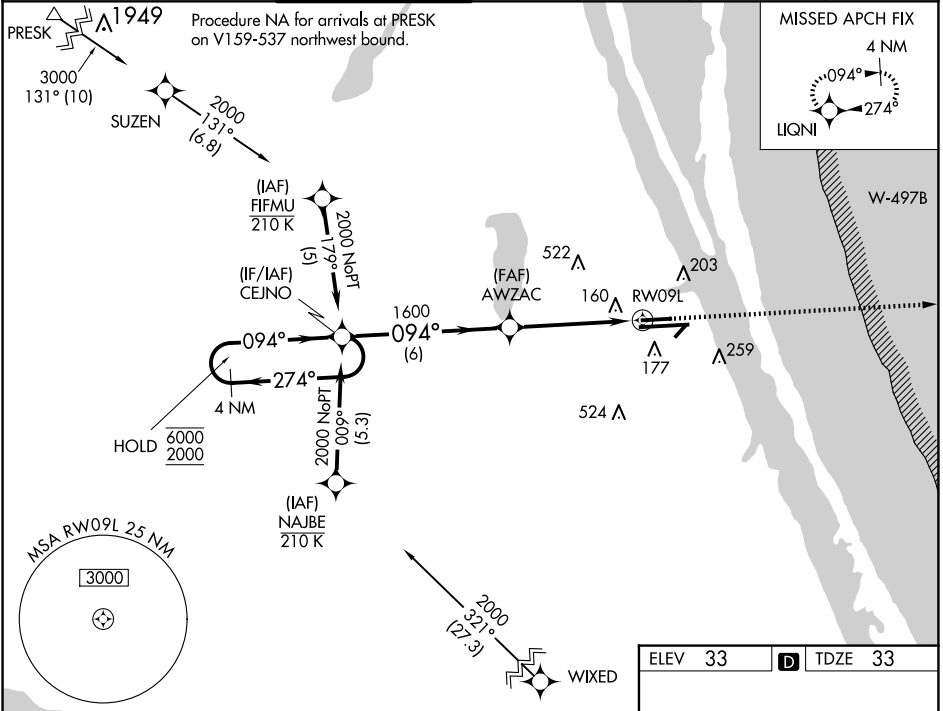 PRESK
1949
Procedure NA for arrivals at PRESK
on V159-537 northwest bound.
3000
131° (10)
SUZEN
2000
131°
(6.8)
MISSED APCH FIX
4 NM
094°
274°
LIQNI
W-497B
(IAF)
FIFMU
210 K
2000 NoPT
179°
(5)
(IF/IAF)
CEJNO
1600
094°
(6)
(FAF)
AWZAC
522
160
RW09L
203
177
259
524
094°
274°
4 NM
HOLD
6000
2000
2000 NoPT
009°
(5.3)
(IAF)
NAJBE
210 K
MSA RW09L 25 NM
3000
2000
321°
(27.3)
WIXED
ELEV 33
D
TDZE 33